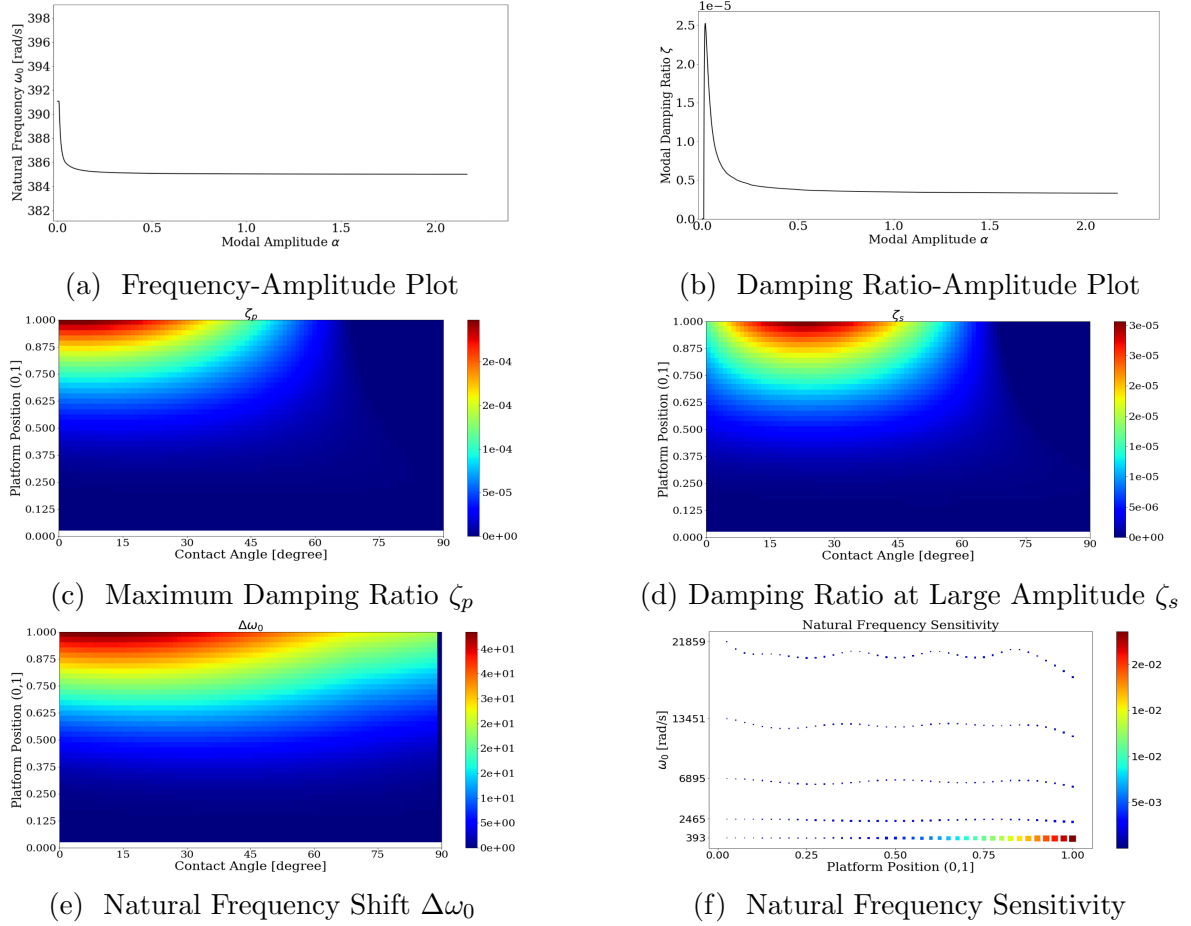 398
396
394
392
390
388
386
384
382
Natural Frequency ω₀ [rad/s]
0.0 0.5 1.0 1.5 2.0
Modal Amplitude α
(a) Frequency-Amplitude Plot
1e−5
2.5
2.0
1.5
1.0
0.5
0.0
Modal Damping Ratio ζ
0.0 0.5 1.0 1.5 2.0
Modal Amplitude α
(b) Damping Ratio-Amplitude Plot
ζₚ
1.000
0.875
0.750
0.625
0.500
0.375
0.250
0.125
0.000
Platform Position (0,1]
0 15 30 45 60 75 90
Contact Angle [degree]
2e-04
2e-04
1e-04
5e-05
0e+00
(c) Maximum Damping Ratio ζₚ
ζₛ
1.000
0.875
0.750
0.625
0.500
0.375
0.250
0.125
0.000
Platform Position (0,1]
0 15 30 45 60 75 90
Contact Angle [degree]
3e-05
3e-05
2e-05
2e-05
1e-05
1e-05
5e-06
0e+00
(d) Damping Ratio at Large Amplitude ζₛ
Δω₀
1.000
0.875
0.750
0.625
0.500
0.375
0.250
0.125
0.000
Platform Position (0,1]
0 15 30 45 60 75 90
Contact Angle [degree]
4e+01
4e+01
3e+01
2e+01
2e+01
2e+01
1e+01
5e+00
0e+00
(e) Natural Frequency Shift Δω₀
Natural Frequency Sensitivity
21859
13451
6895
2465
393
ω₀ [rad/s]
0.00 0.25 0.50 0.75 1.00
Platform Position (0,1]
2e-02
2e-02
1e-02
1e-02
5e-03
(f) Natural Frequency Sensitivity